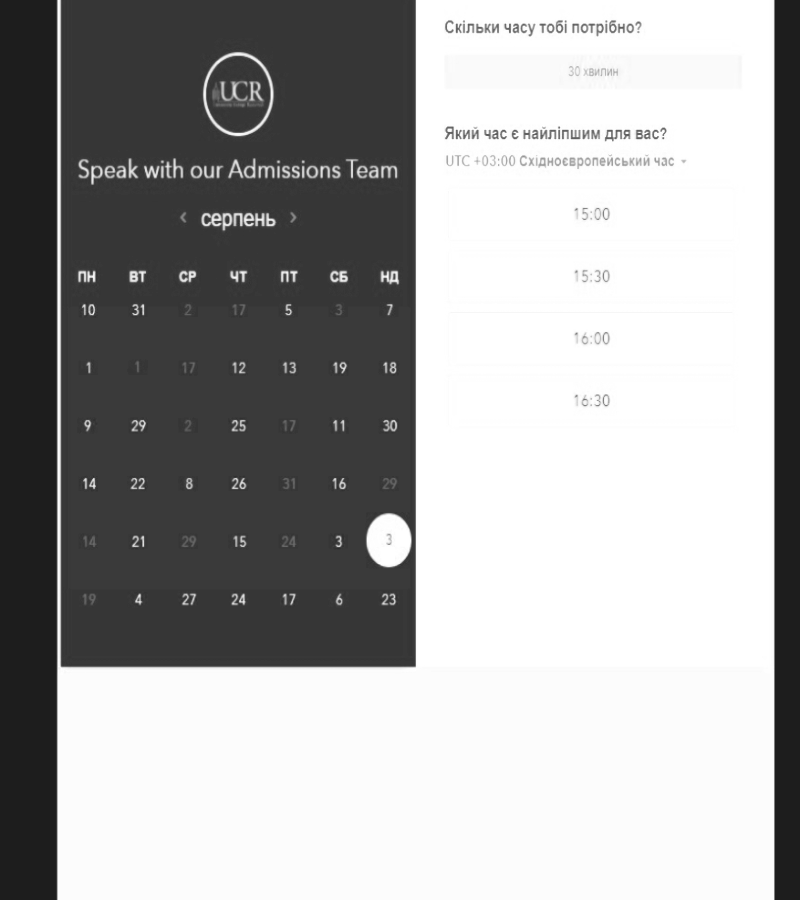 UCR
Speak with our Admissions Team
‹ серпень ›
ПН ВТ СР ЧТ ПТ СБ НД
10 31 2 17 5 3 7
1 1 17 12 13 19 18
9 29 2 25 17 11 30
14 22 8 26 31 16 29
14 21 29 15 24 3 3
19 4 27 24 17 6 23
Скільки часу тобі потрібно?
30 хвилин
Який час є найліпшим для вас?
UTC +03:00 Східноєвропейський час
15:00
15:30
16:00
16:30